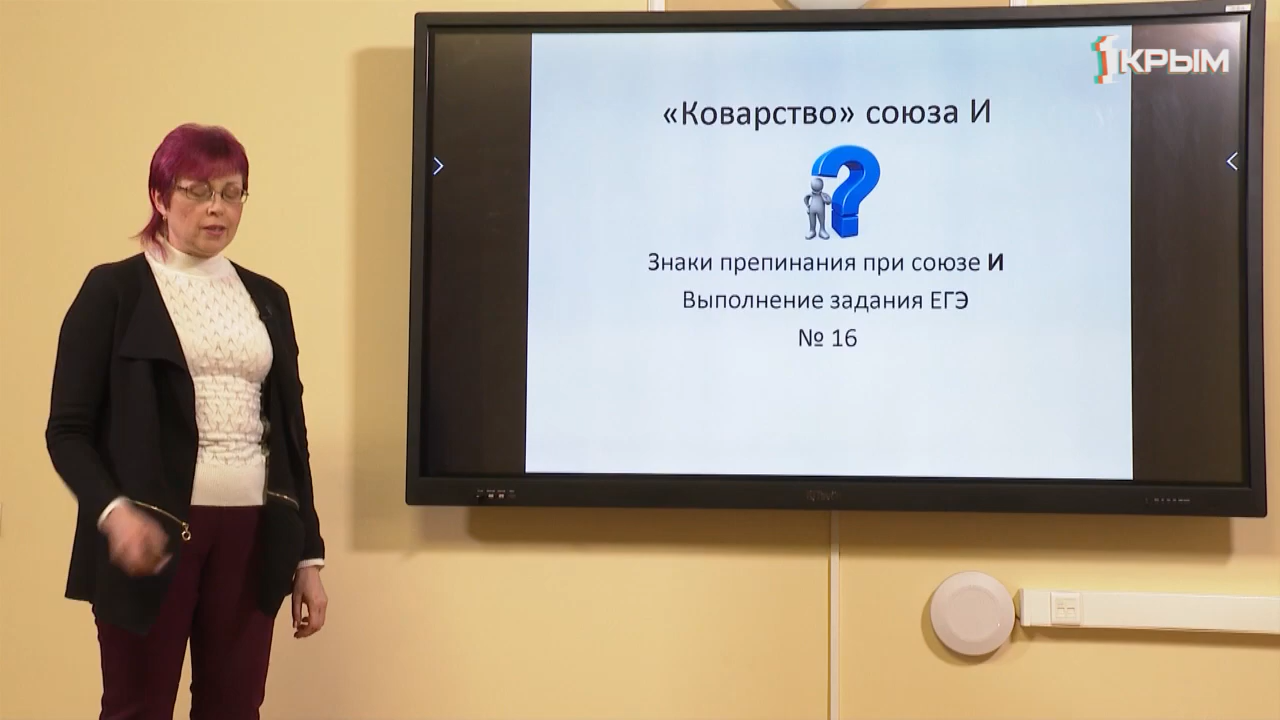 1КРЫМ
«Коварство» союза И
Знаки препинания при союзе И
Выполнение задания ЕГЭ
№ 16